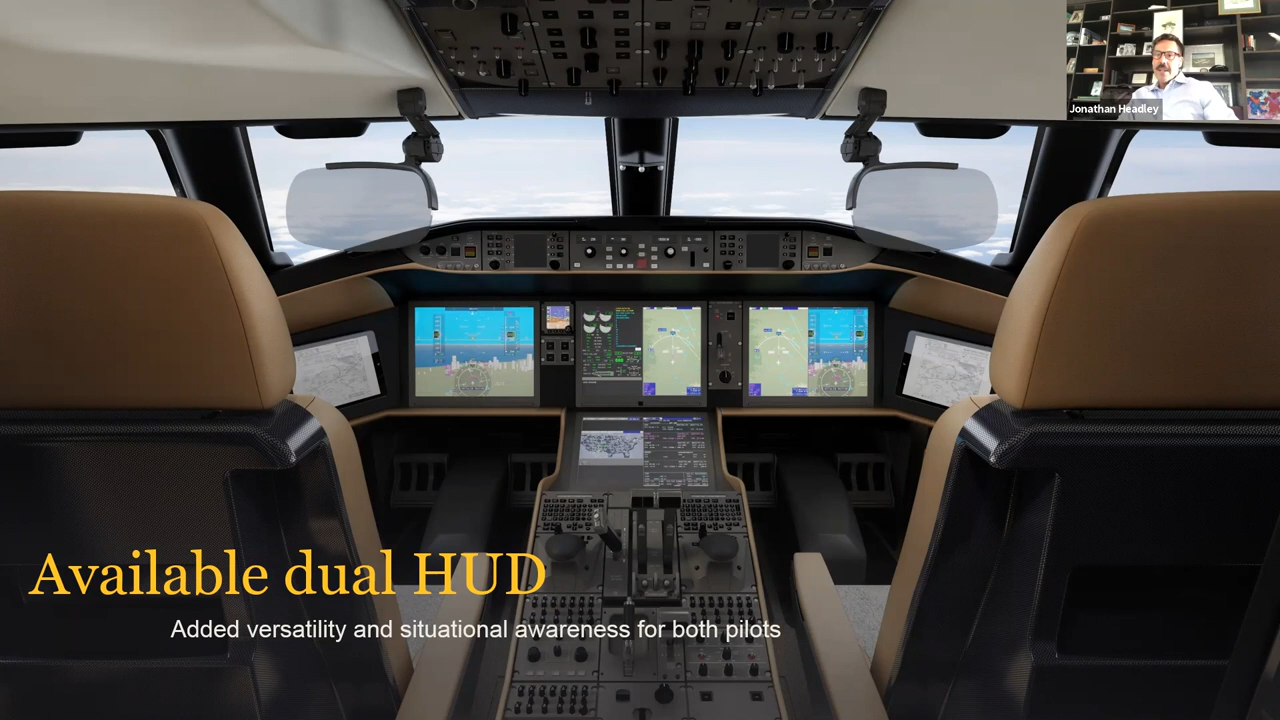 Jonathan Headley
Available dual HUD
Added versatility and situational awareness for both pilots